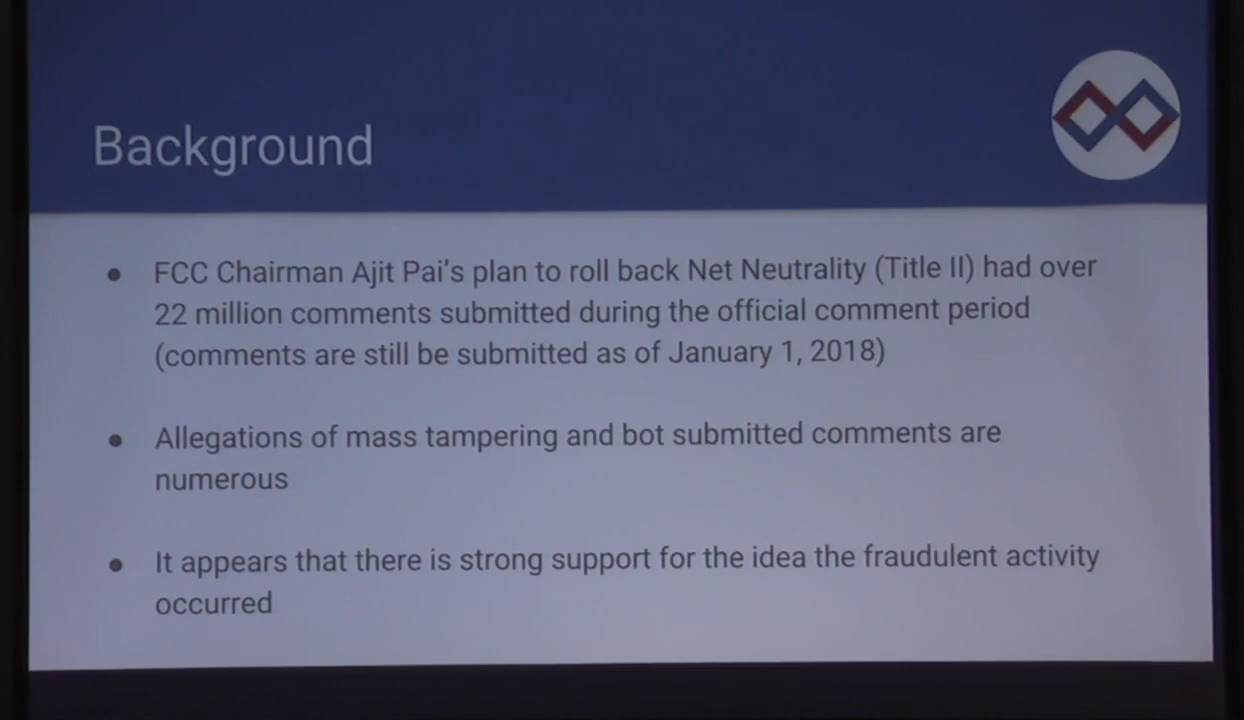 Background
● FCC Chairman Ajit Pai's plan to roll back Net Neutrality (Title II) had over
22 million comments submitted during the official comment period
(comments are still be submitted as of January 1, 2018)
● Allegations of mass tampering and bot submitted comments are
numerous
● It appears that there is strong support for the idea the fraudulent activity
occurred